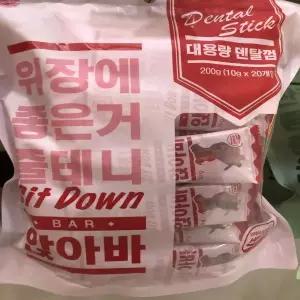 Dental
Stick
대용량 덴탈껌
200g (10g x 20개)
위장에
좋은거
줄테니
Sit Down
• BAR •
앉아바